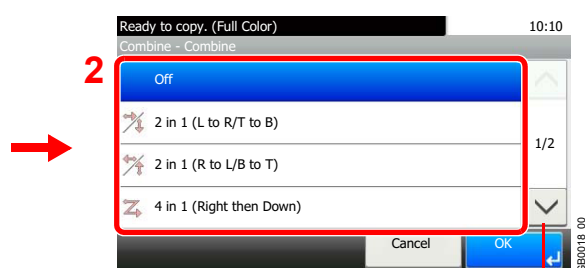 Ready to copy. (Full Color) 10:10
Combine - Combine
2
Off
2 in 1 (L to R/T to B)
1/2
2 in 1 (R to L/B to T)
4 in 1 (Right then Down)
Cancel OK
GB0018_00